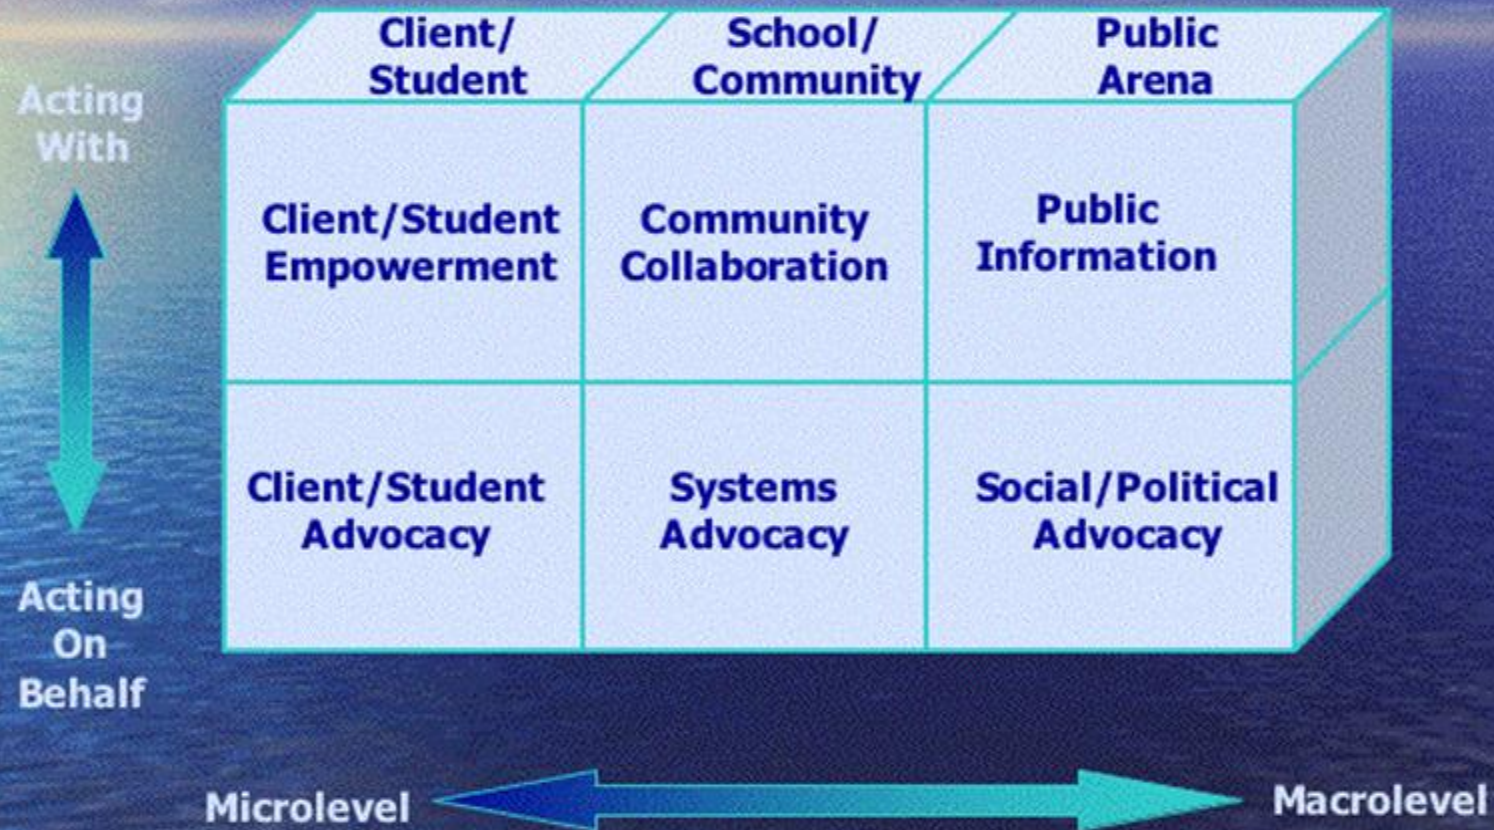 Client/
Student
School/
Community
Public
Arena
Acting
With
Client/Student
Empowerment
Community
Collaboration
Public
Information
Client/Student
Advocacy
Systems
Advocacy
Social/Political
Advocacy
Acting
On
Behalf
Microlevel
Macrolevel